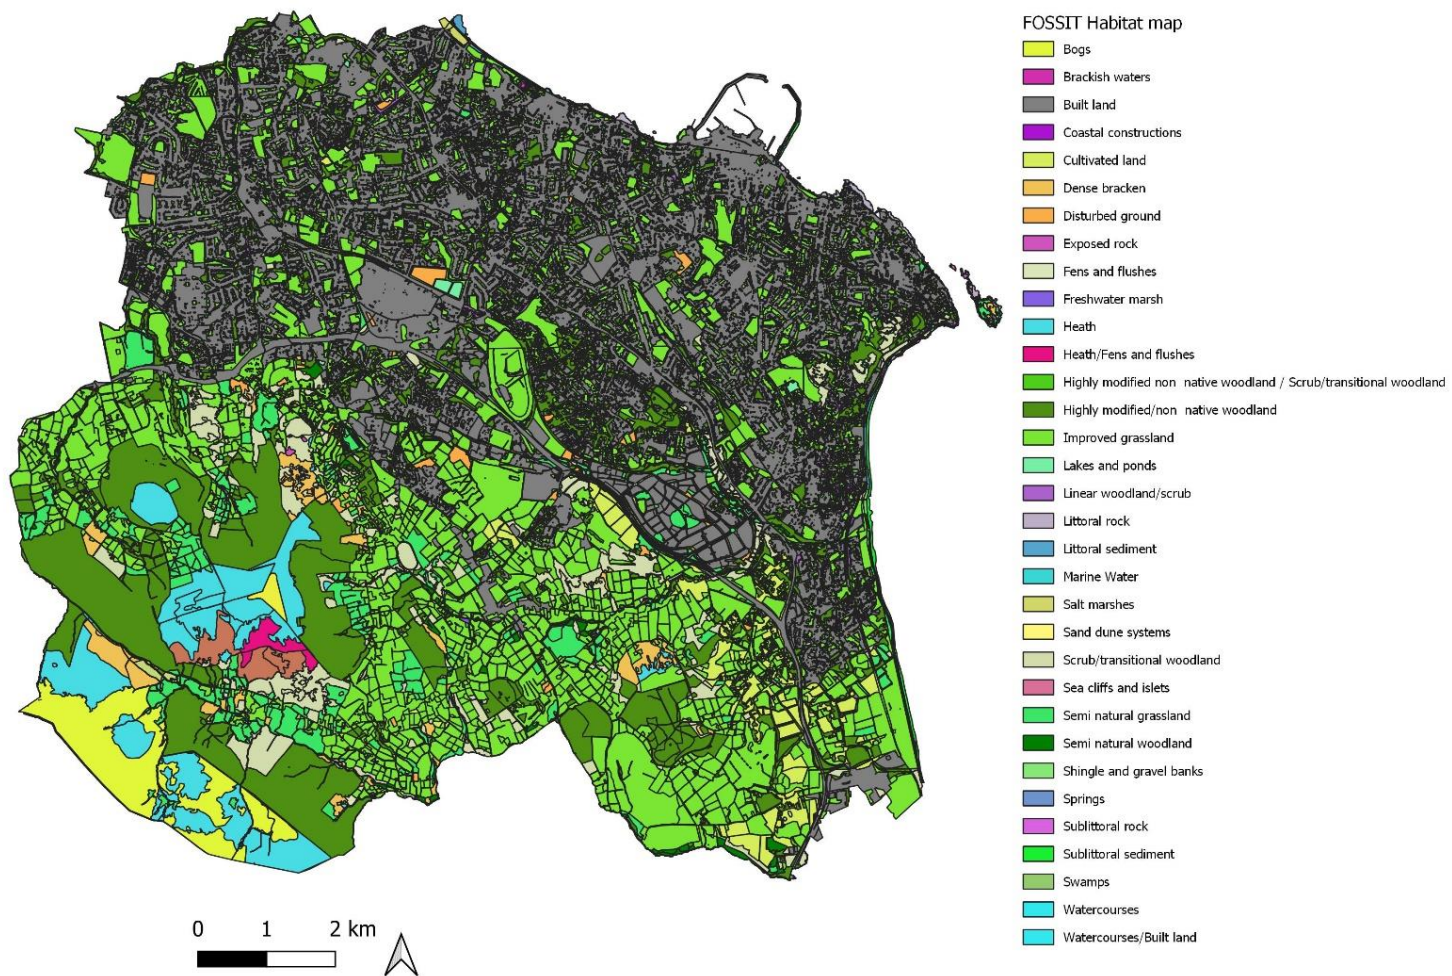 FOSSIT Habitat map
Bogs
Brackish waters
Built land
Coastal constructions
Cultivated land
Dense bracken
Disturbed ground
Exposed rock
Fens and flushes
Freshwater marsh
Heath
Heath/Fens and flushes
Highly modified non native woodland / Scrub/transitional woodland
Highly modified/non native woodland
Improved grassland
Lakes and ponds
Linear woodland/scrub
Littoral rock
Littoral sediment
Marine Water
Salt marshes
Sand dune systems
Scrub/transitional woodland
Sea cliffs and islets
Semi natural grassland
Semi natural woodland
Shingle and gravel banks
Springs
Sublittoral rock
Sublittoral sediment
Swamps
Watercourses
Watercourses/Built land
0 1 2 km